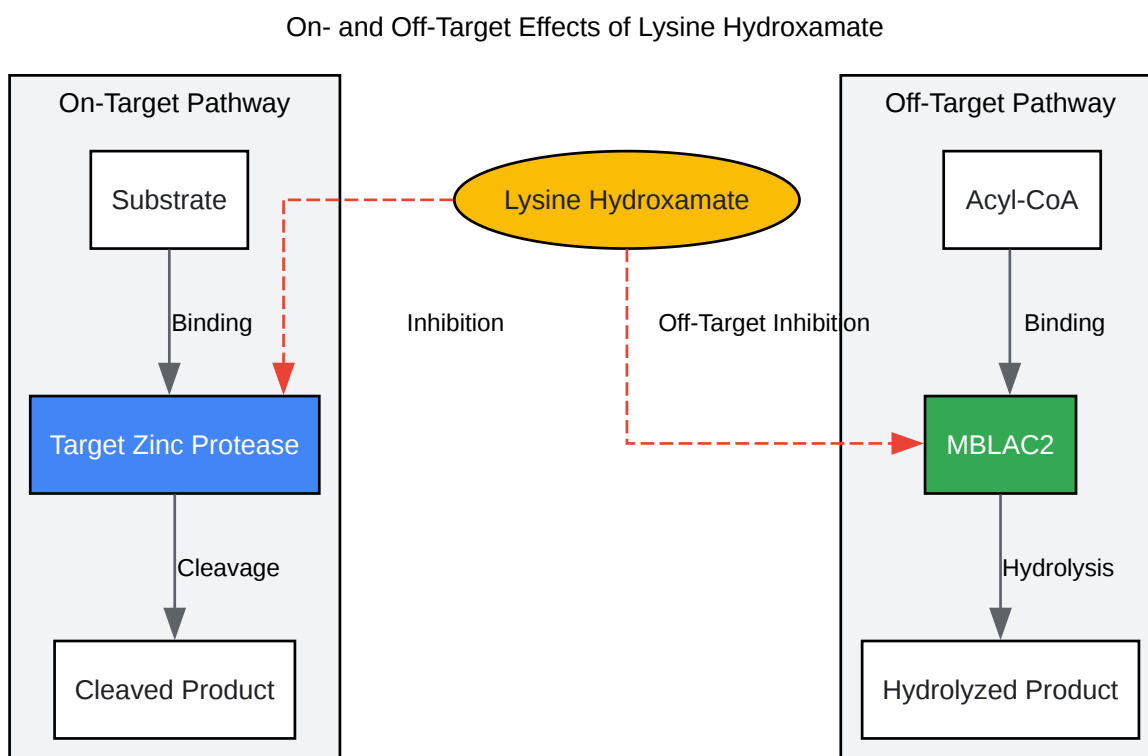 On- and Off-Target Effects of Lysine Hydroxamate
On-Target Pathway
Off-Target Pathway
Substrate
Lysine Hydroxamate
Acyl-CoA
Binding
Inhibition
Off-Target Inhibition
Binding
Target Zinc Protease
MBLAC2
Cleavage
Hydrolysis
Cleaved Product
Hydrolyzed Product